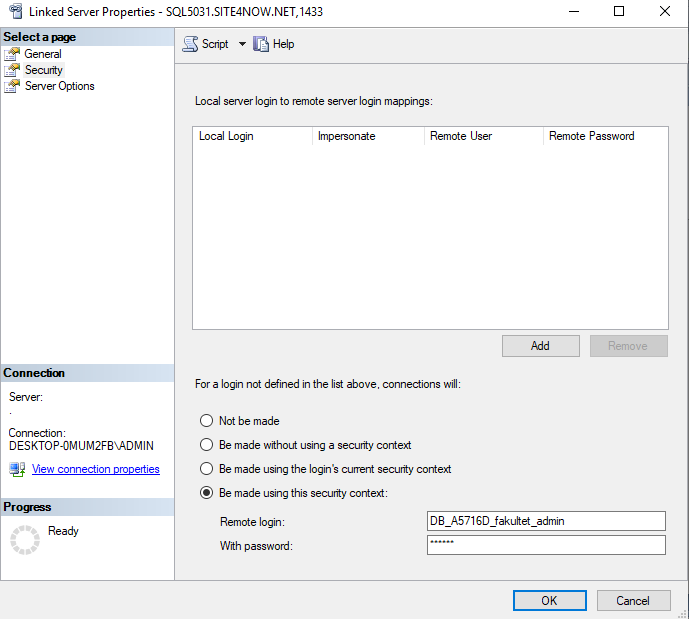 Linked Server Properties - SQL5031.SITE4NOW.NET,1433
Select a page
General
Security
Server Options
Script
Help
Local server login to remote server login mappings:
Local Login Impersonate Remote User Remote Password
Add Remove
For a login not defined in the list above, connections will:
Not be made
Be made without using a security context
Be made using the login's current security context
Be made using this security context:
Remote login: DB_A5716D_fakultet_admin
With password: ******
Connection
Server:
.
Connection:
DESKTOP-0MUM2FB\ADMIN
View connection properties
Progress
Ready
OK Cancel